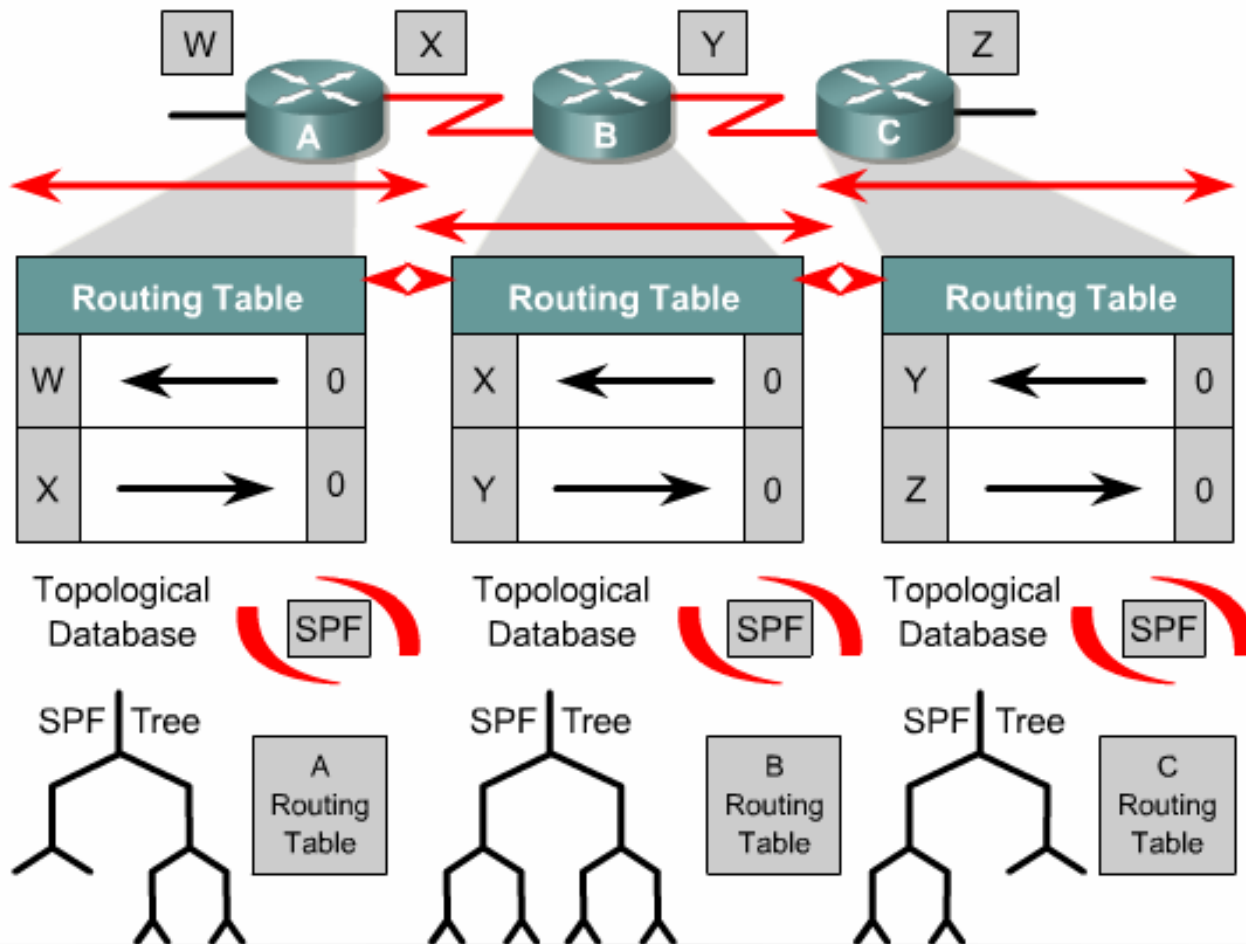 W X Y Z
A B C
Routing Table Routing Table Routing Table
W 0 X 0 Y 0
X 0 Y 0 Z 0
Topological Topological Topological
Database SPF Database SPF Database SPF
SPF Tree SPF Tree SPF Tree
A B C
Routing Routing Routing
Table Table Table